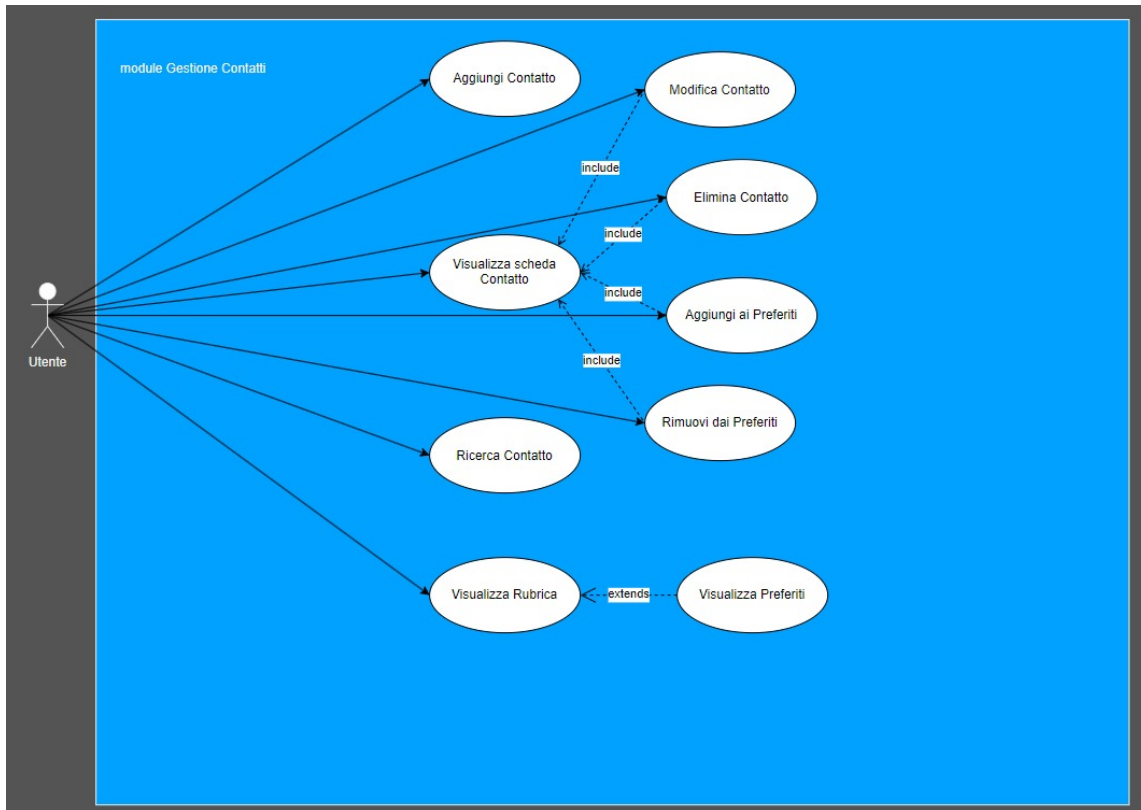 module Gestione Contatti
Aggiungi Contatto
Modifica Contatto
include
Elimina Contatto
include
Visualizza scheda
Contatto
include
Aggiungi ai Preferiti
Utente
include
Rimuovi dai Preferiti
Ricerca Contatto
Visualizza Rubrica
extends
Visualizza Preferiti